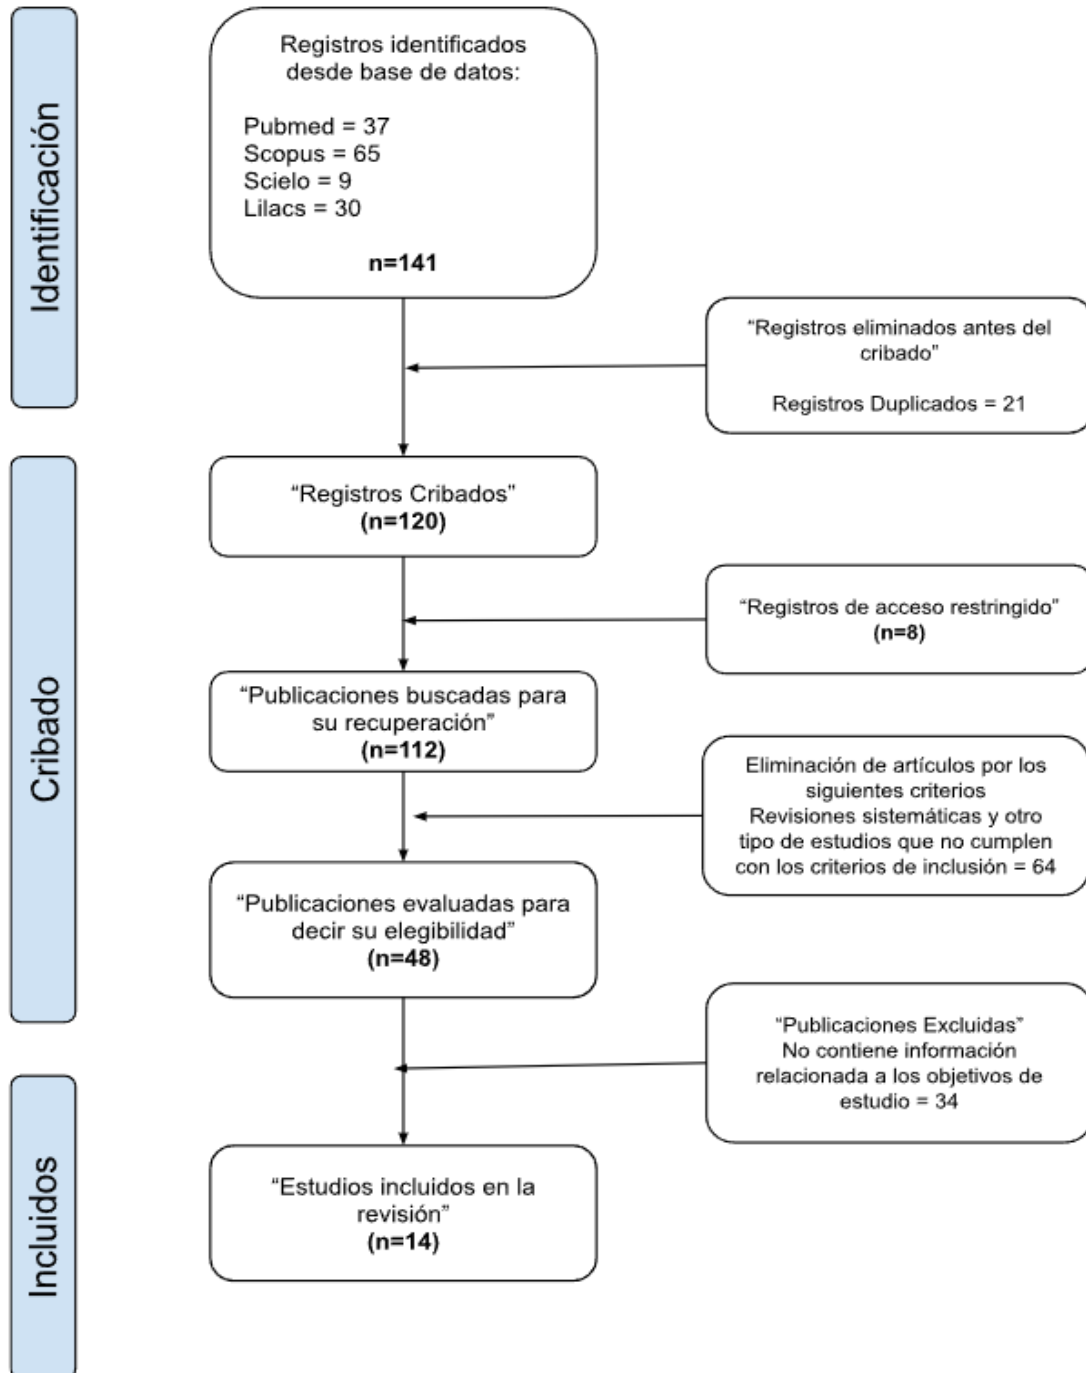 Identificación
Registros identificados
desde base de datos:
Pubmed = 37
Scopus = 65
Scielo = 9
Lilacs = 30
n=141
“Registros eliminados antes del
cribado”
Registros Duplicados = 21
Cribado
“Registros Cribados”
(n=120)
“Registros de acceso restringido”
(n=8)
“Publicaciones buscadas para
su recuperación”
(n=112)
Eliminación de artículos por los
siguientes criterios
Revisiones sistemáticas y otro
tipo de estudios que no cumplen
con los criterios de inclusión = 64
“Publicaciones evaluadas para
decir su elegibilidad”
(n=48)
“Publicaciones Excluidas”
No contiene información
relacionada a los objetivos de
estudio = 34
Incluidos
“Estudios incluidos en la
revisión”
(n=14)